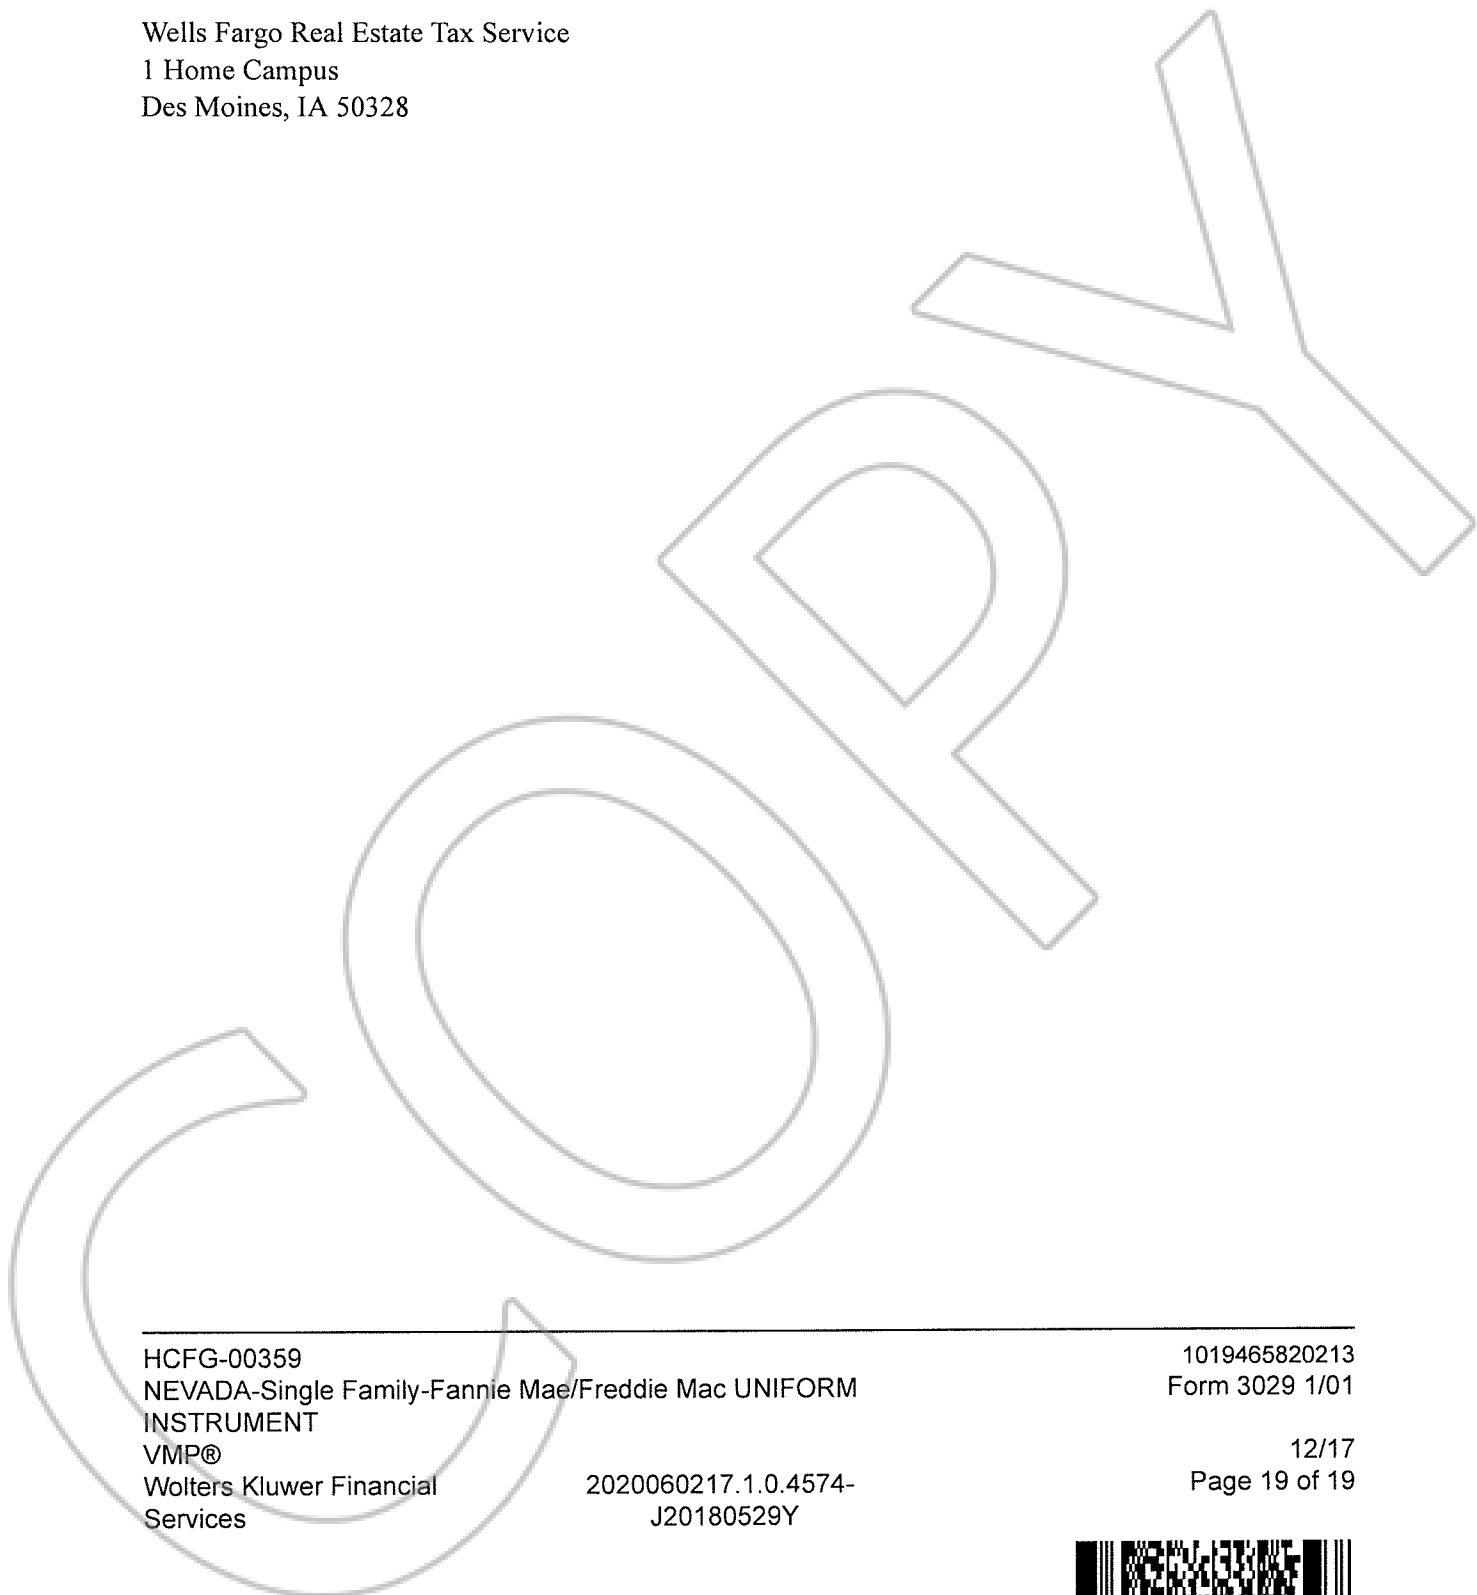 Wells Fargo Real Estate Tax Service
1 Home Campus
Des Moines, IA 50328
COPY
HCFG-00359 1019465820213
NEVADA-Single Family-Fannie Mae/Freddie Mac UNIFORM Form 3029 1/01
INSTRUMENT
VMP® 12/17
Wolters Kluwer Financial 2020060217.1.0.4574- Page 19 of 19
Services J20180529Y